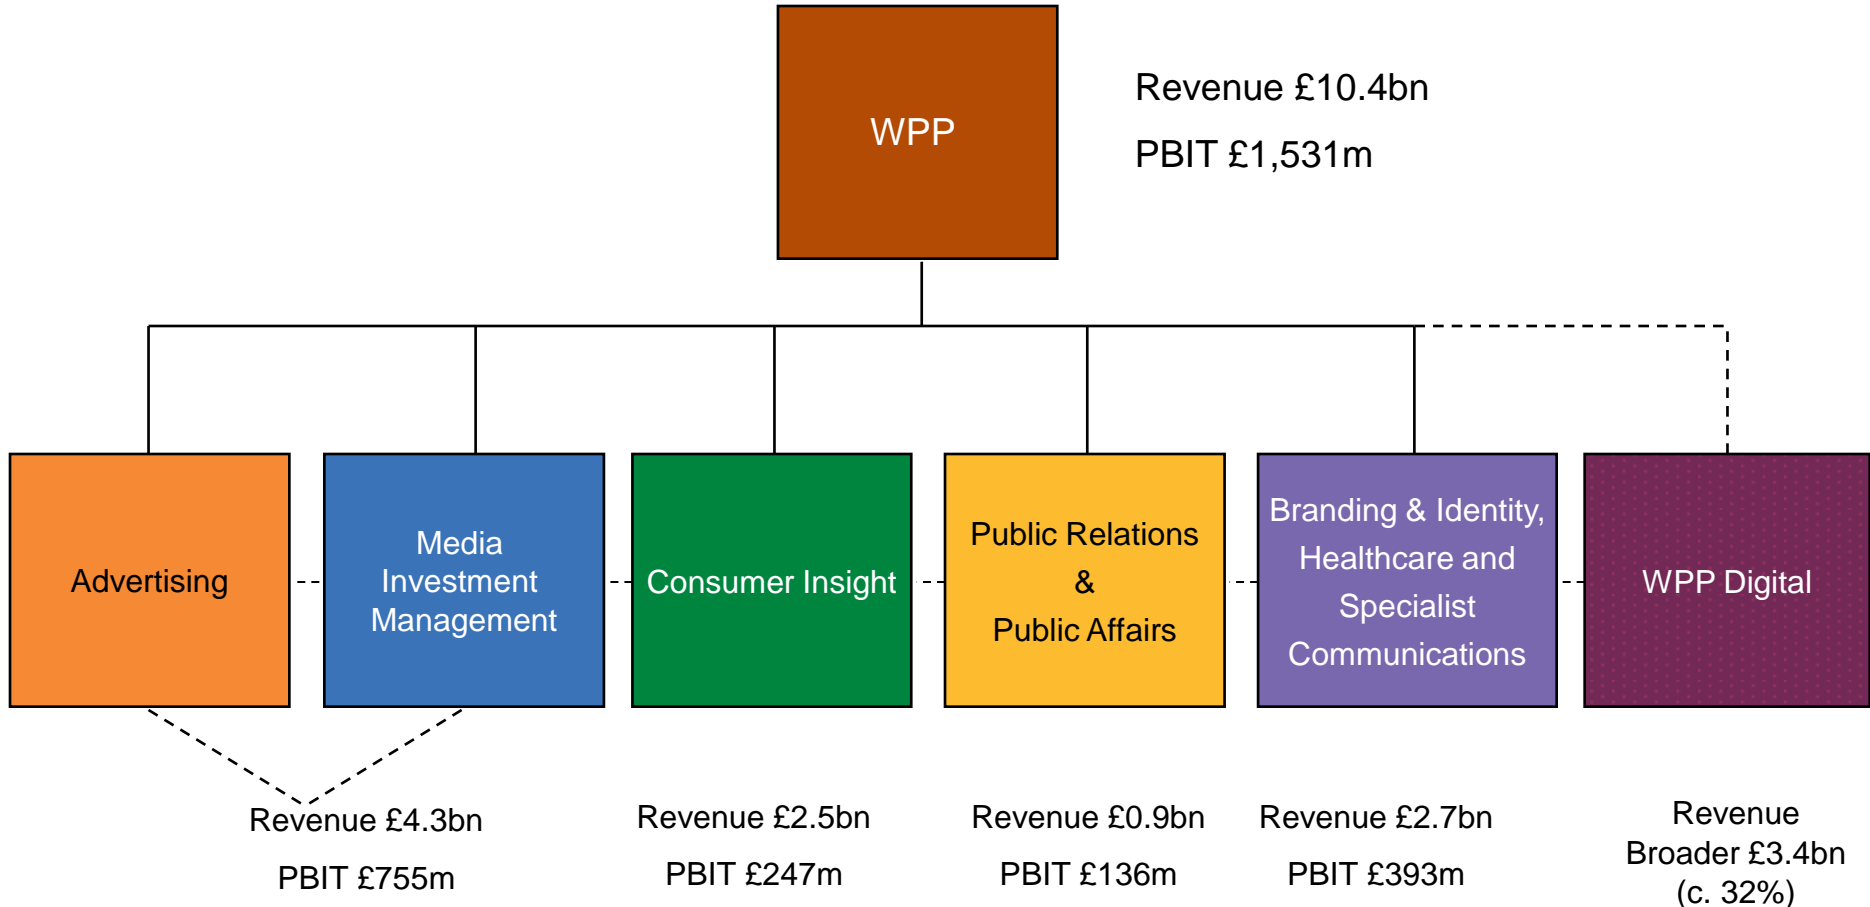 WPP
Revenue £10.4bn
PBIT £1,531m
Advertising
Media
Investment
Management
Consumer Insight
Public Relations
&
Public Affairs
Branding & Identity,
Healthcare and
Specialist
Communications
WPP Digital
Revenue £4.3bn
PBIT £755m
Revenue £2.5bn
PBIT £247m
Revenue £0.9bn
PBIT £136m
Revenue £2.7bn
PBIT £393m
Revenue
Broader £3.4bn
(c. 32%)